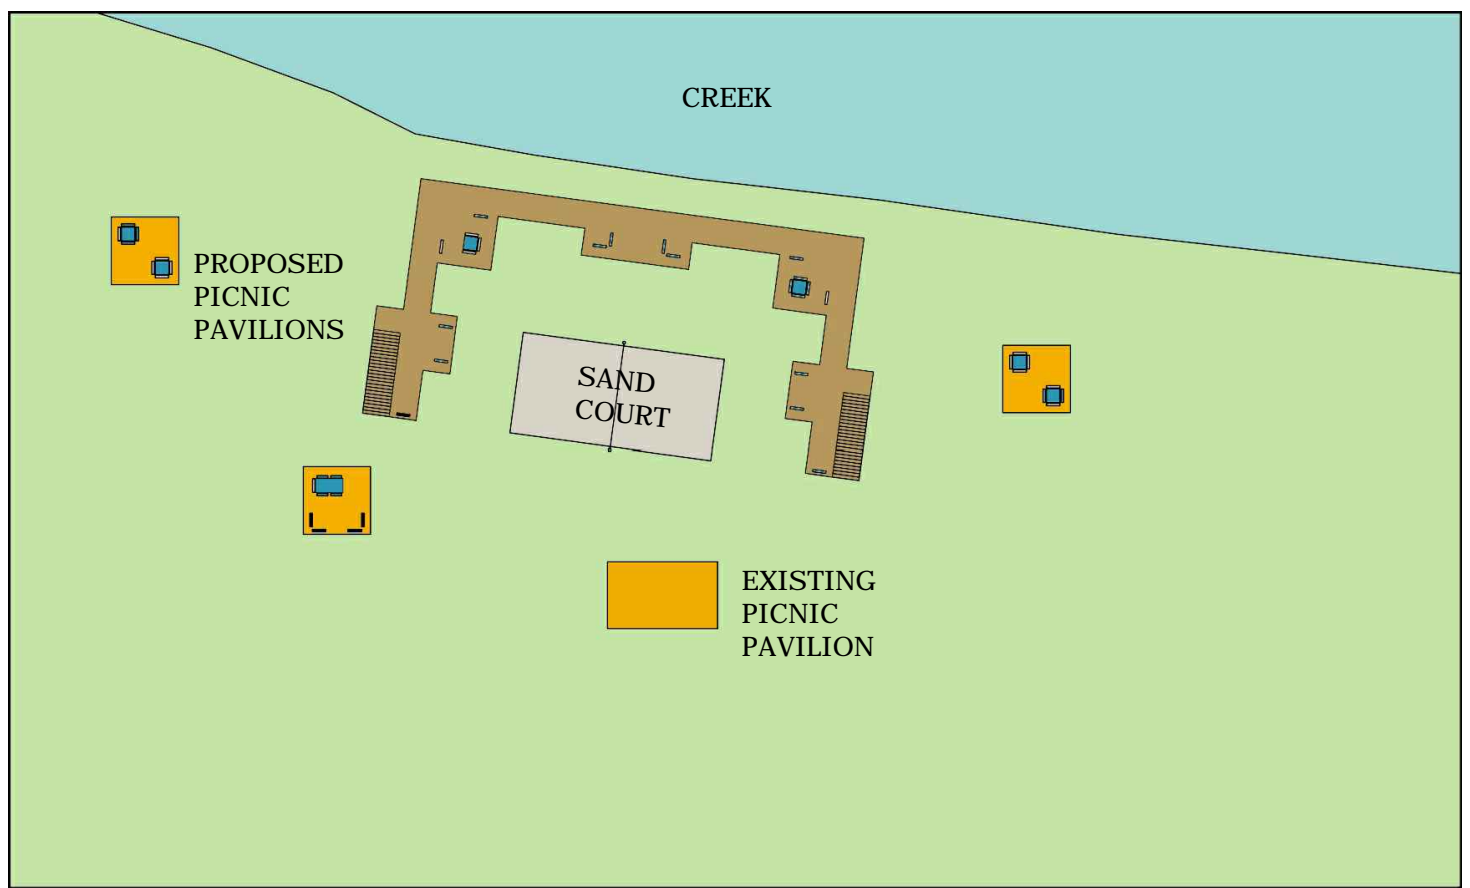 CREEK
PROPOSED
PICNIC
PAVILIONS
SAND
COURT
EXISTING
PICNIC
PAVILION